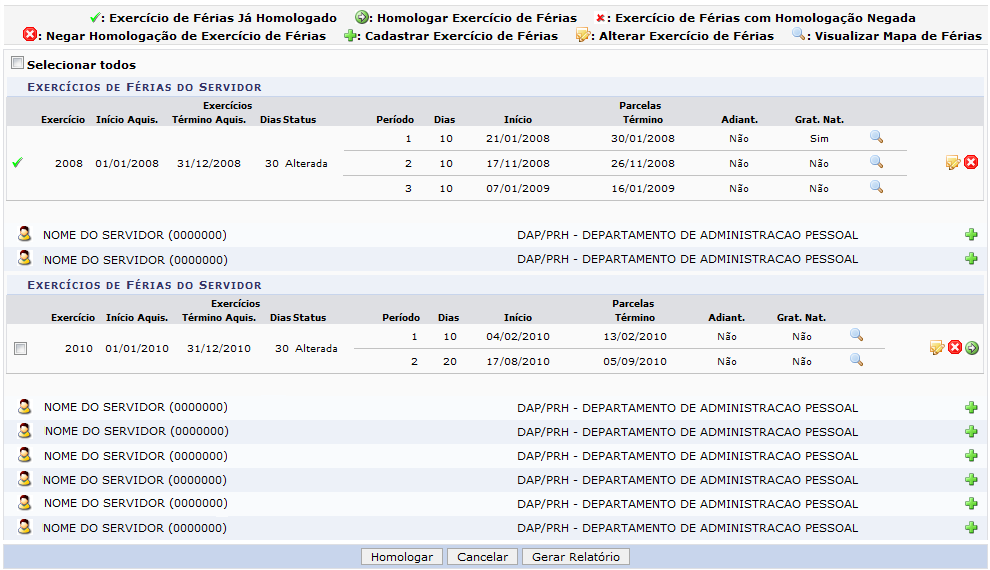 : Exercício de Férias Já Homologado : Homologar Exercício de Férias : Exercício de Férias com Homologação Negada
: Negar Homologação de Exercício de Férias : Cadastrar Exercício de Férias : Alterar Exercício de Férias : Visualizar Mapa de Férias
Selecionar todos
EXERCÍCIOS DE FÉRIAS DO SERVIDOR
Exercícios Parcelas
Exercício Início Aquis. Término Aquis. Dias Status Período Dias Início Término Adiant. Grat. Nat.
1 10 21/01/2008 30/01/2008 Não Sim
2008 01/01/2008 31/12/2008 30 Alterada 2 10 17/11/2008 26/11/2008 Não Não
3 10 07/01/2009 16/01/2009 Não Não
NOME DO SERVIDOR (0000000) DAP/PRH - DEPARTAMENTO DE ADMINISTRACAO PESSOAL
NOME DO SERVIDOR (0000000) DAP/PRH - DEPARTAMENTO DE ADMINISTRACAO PESSOAL
EXERCÍCIOS DE FÉRIAS DO SERVIDOR
Exercícios Parcelas
Exercício Início Aquis. Término Aquis. Dias Status Período Dias Início Término Adiant. Grat. Nat.
1 10 04/02/2010 13/02/2010 Não Não
2010 01/01/2010 31/12/2010 30 Alterada
2 20 17/08/2010 05/09/2010 Não Não
NOME DO SERVIDOR (0000000) DAP/PRH - DEPARTAMENTO DE ADMINISTRACAO PESSOAL
NOME DO SERVIDOR (0000000) DAP/PRH - DEPARTAMENTO DE ADMINISTRACAO PESSOAL
NOME DO SERVIDOR (0000000) DAP/PRH - DEPARTAMENTO DE ADMINISTRACAO PESSOAL
NOME DO SERVIDOR (0000000) DAP/PRH - DEPARTAMENTO DE ADMINISTRACAO PESSOAL
NOME DO SERVIDOR (0000000) DAP/PRH - DEPARTAMENTO DE ADMINISTRACAO PESSOAL
NOME DO SERVIDOR (0000000) DAP/PRH - DEPARTAMENTO DE ADMINISTRACAO PESSOAL
Homologar Cancelar Gerar Relatório